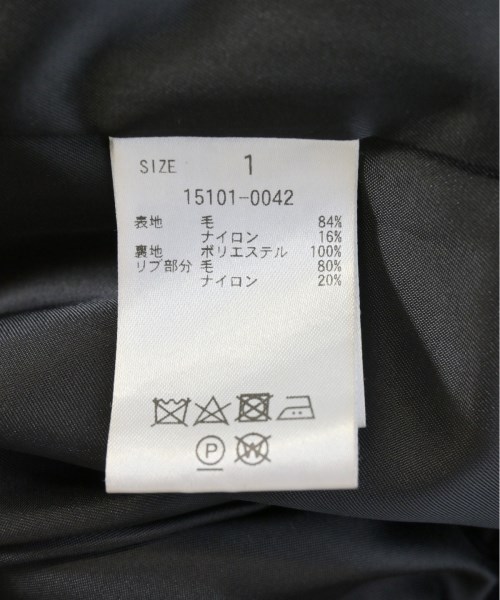 SIZE 1
15101-0042
表地 毛 84%
ナイロン 16%
裏地 ポリエステル 100%
リブ部分 毛 80%
ナイロン 20%
P W